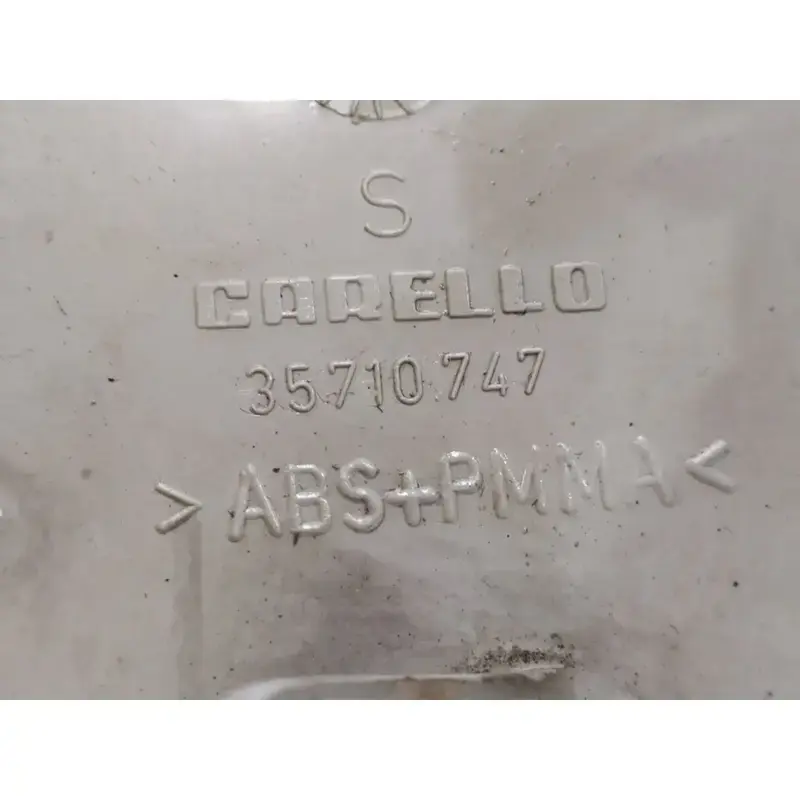 S
CARELLO
35710747
>ABS+PMMA<